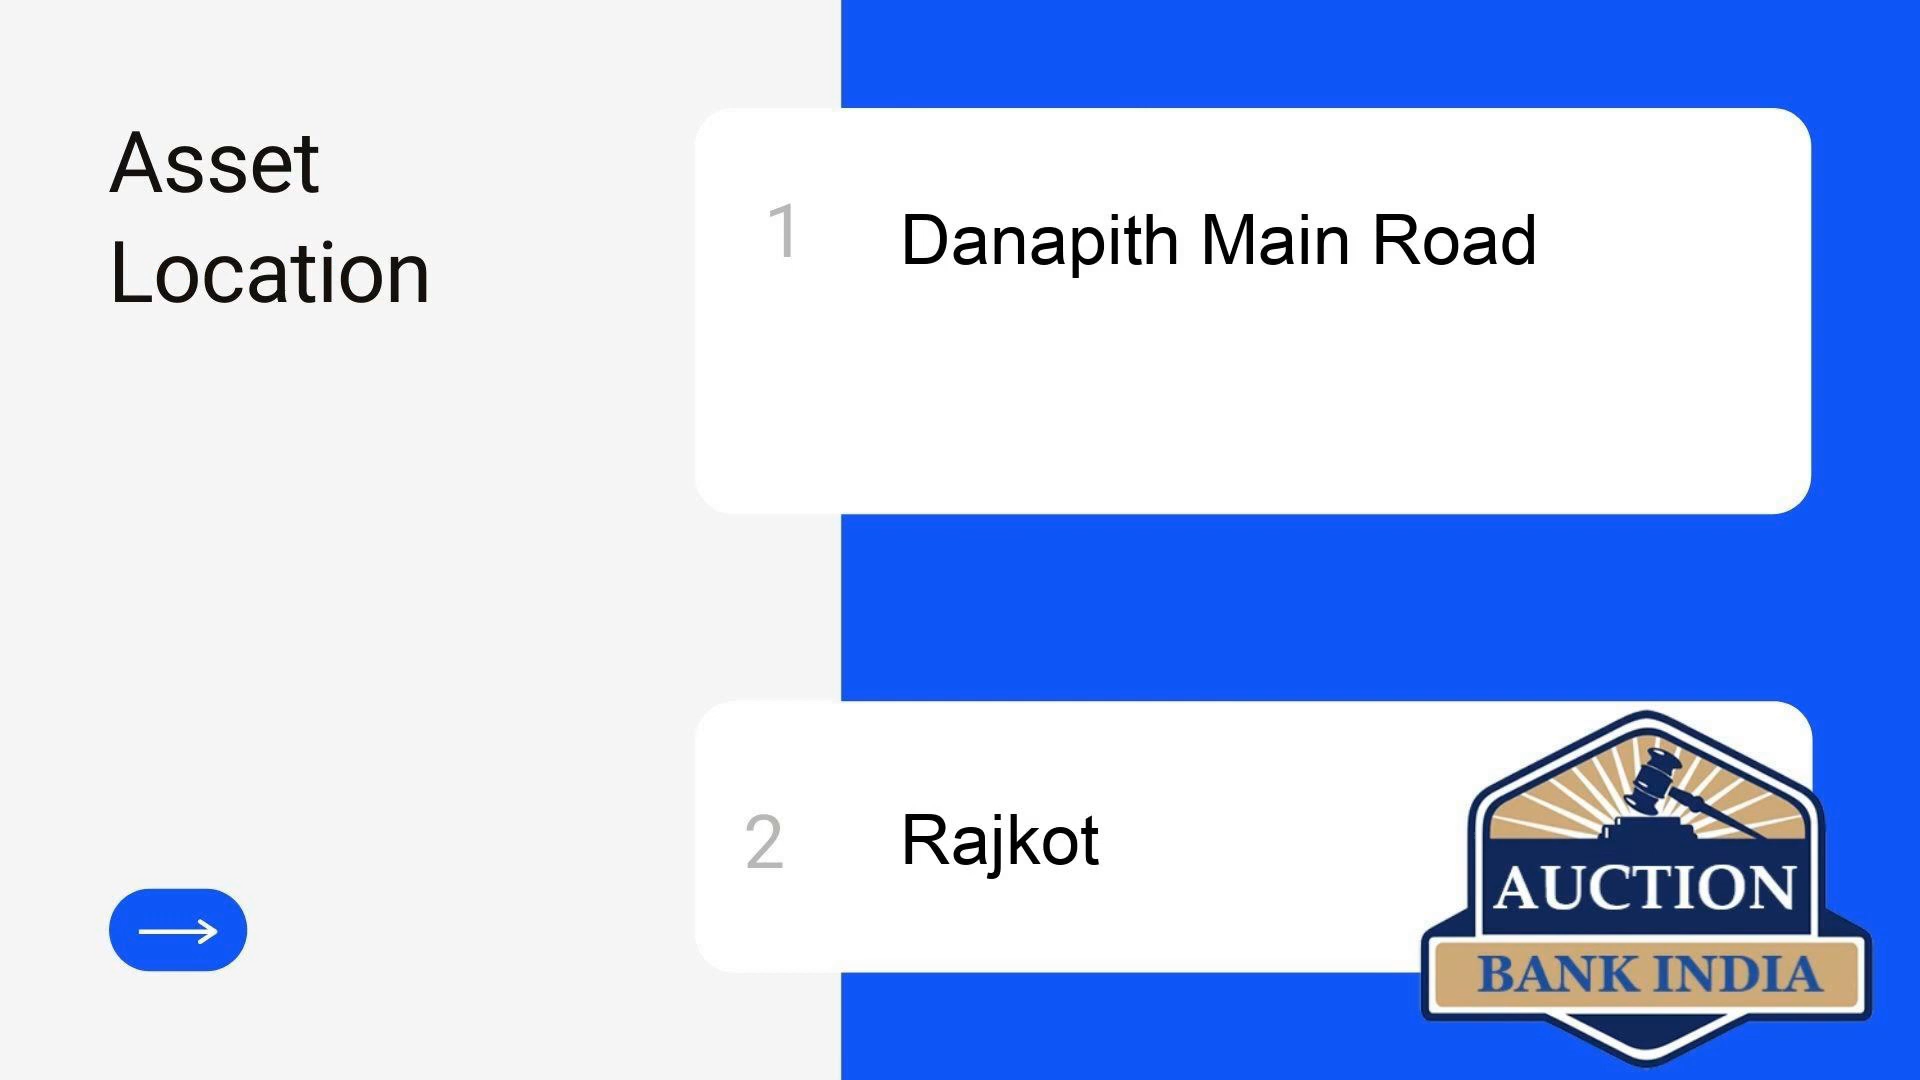 Asset
Location
1
Danapith Main Road
2
Rajkot
AUCTION
BANK INDIA